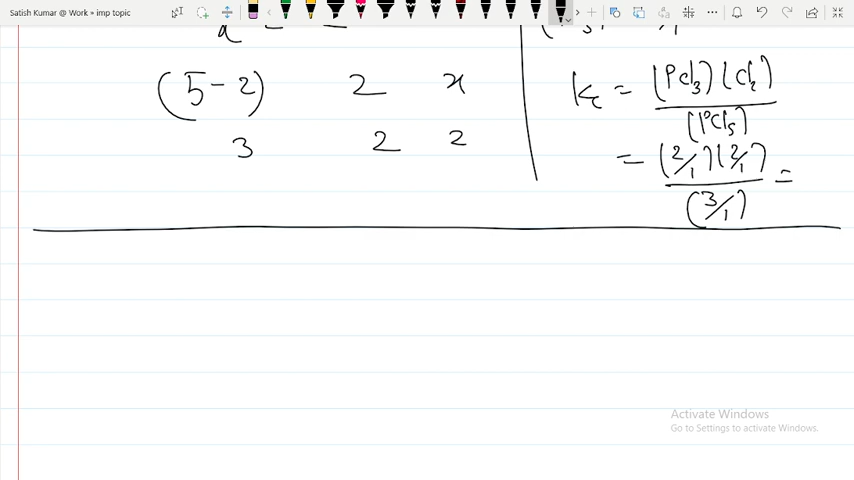 Satish Kumar @ Work » imp topic
(5-2) 2 x
3 2 2
Kc = (PCl3)(Cl2)
(PCl5)
= (2/1)(2/1) =
(3/1)
Activate Windows
Go to Settings to activate Windows.